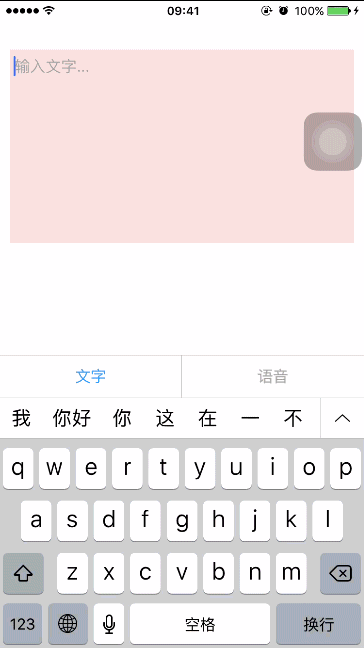 09:41 100%
输入文字...
文字 语音
我 你好 你 这 在 一 不
q w e r t y u i o p
a s d f g h j k l
z x c v b n m
123 空格 换行